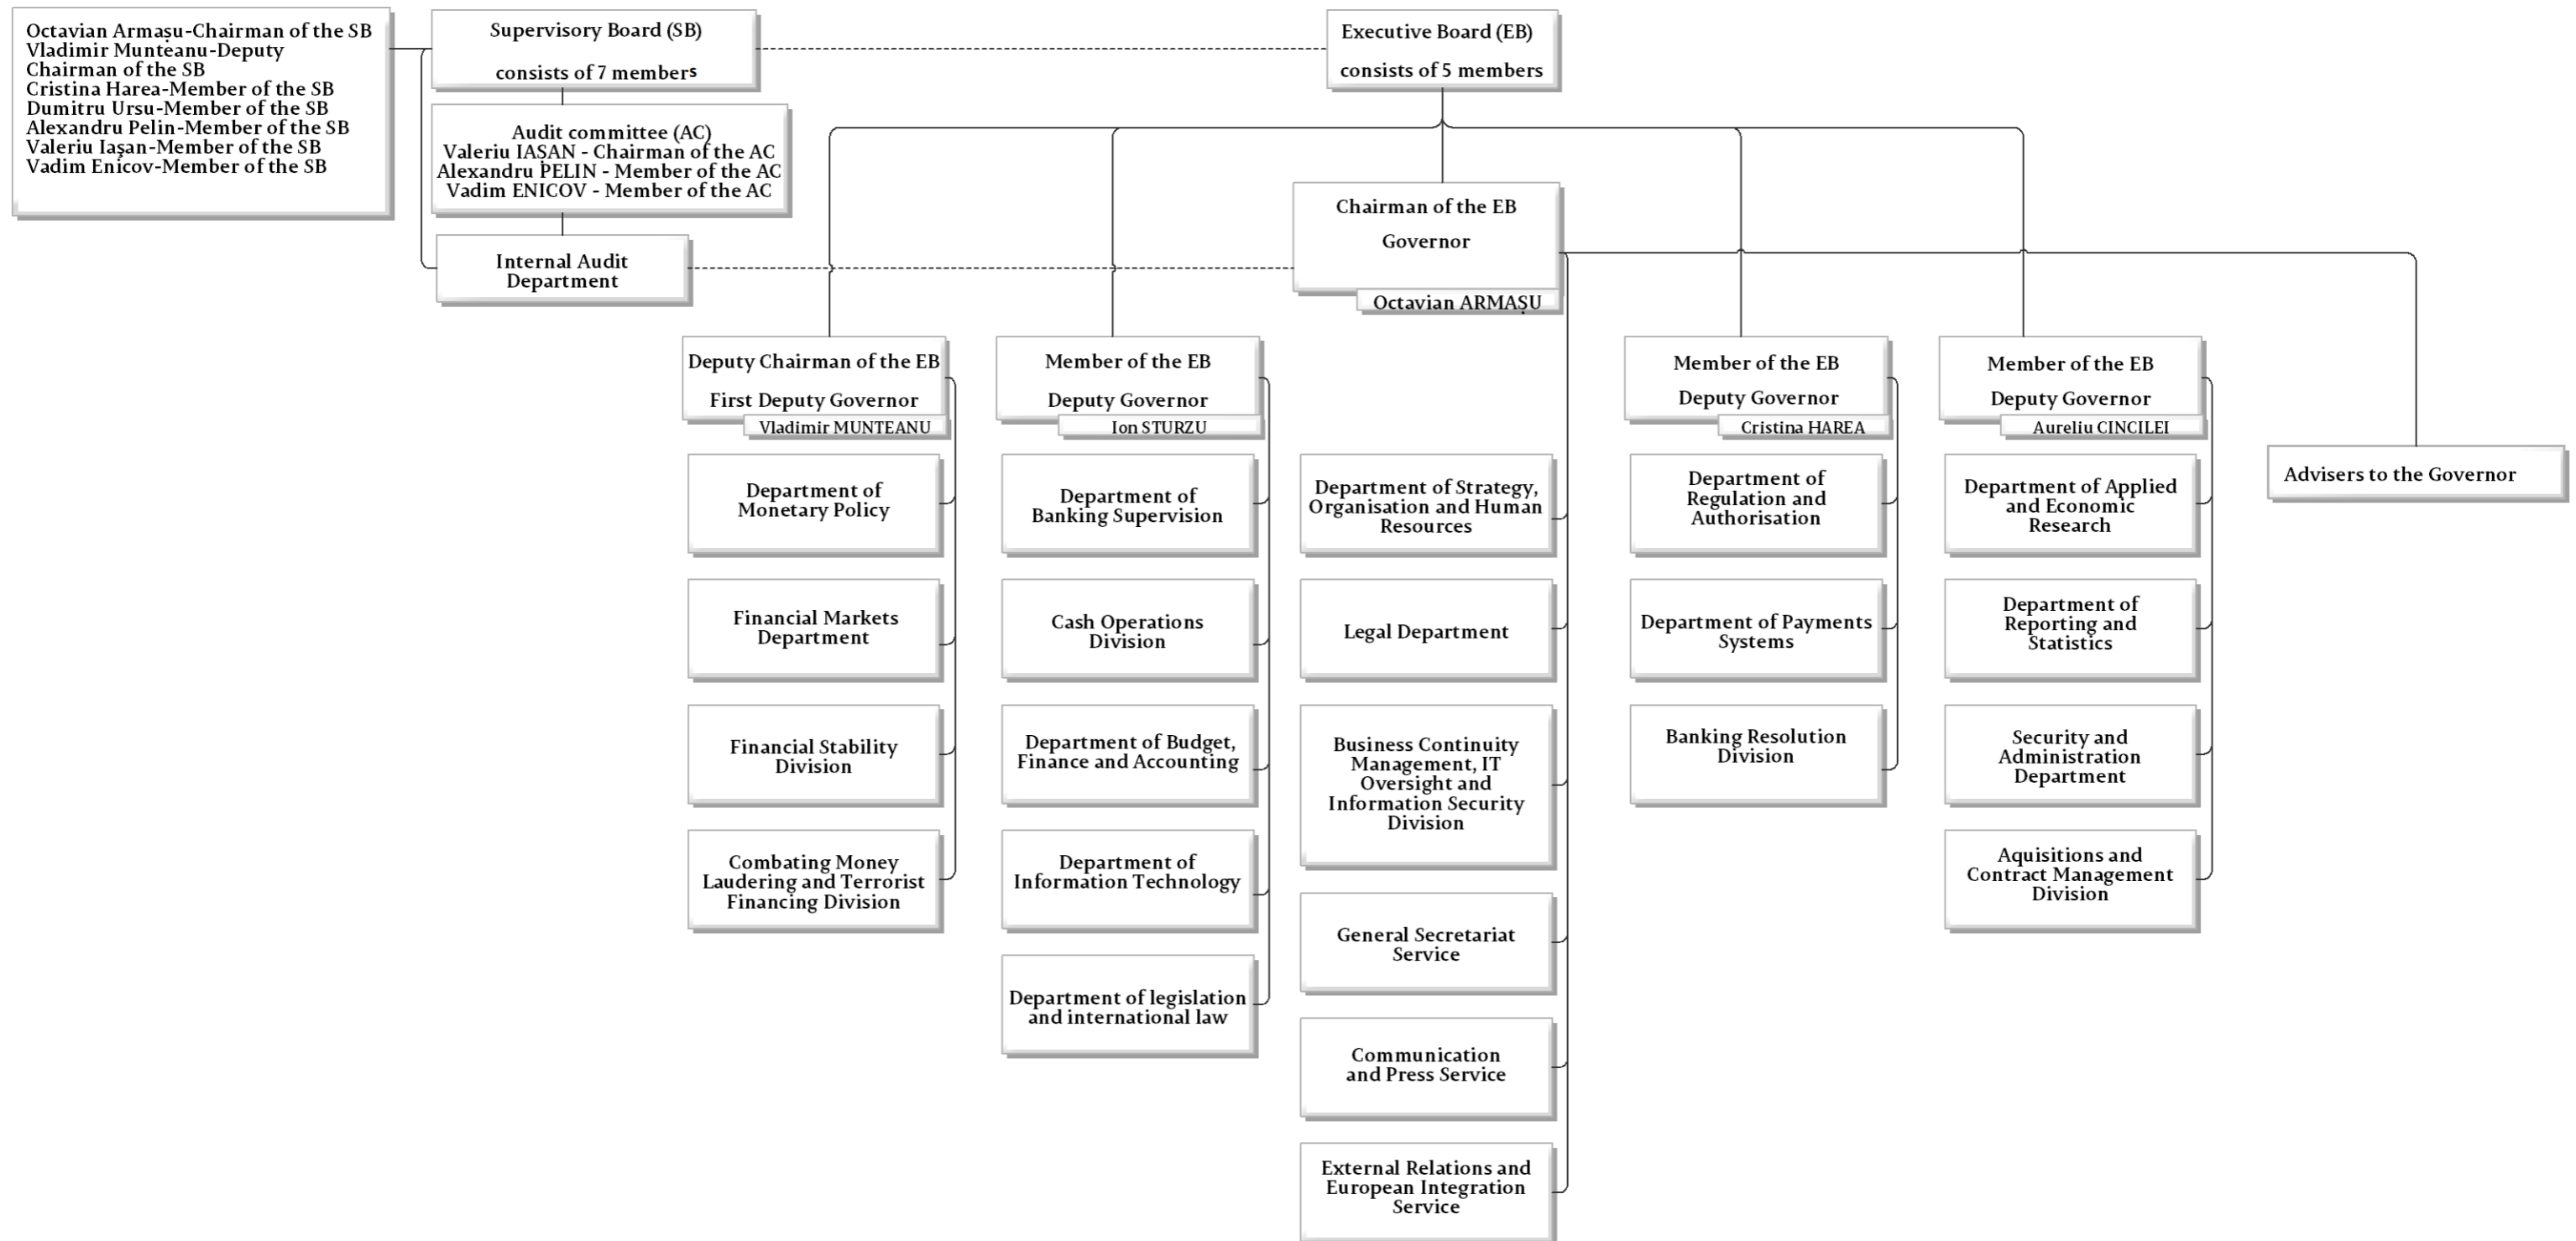 Octavian Armașu-Chairman of the SB
Vladimir Munteanu-Deputy
Chairman of the SB
Cristina Harea-Member of the SB
Dumitru Ursu-Member of the SB
Alexandru Pelin-Member of the SB
Valeriu Iașan-Member of the SB
Vadim Enicov-Member of the SB
Supervisory Board (SB)
consists of 7 members
Audit committee (AC)
Valeriu IAȘAN - Chairman of the AC
Alexandru PELIN - Member of the AC
Vadim ENICOV - Member of the AC
Internal Audit
Department
Executive Board (EB)
consists of 5 members
Chairman of the EB
Governor
Octavian ARMAȘU
Deputy Chairman of the EB
First Deputy Governor
Vladimir MUNTEANU
Department of
Monetary Policy
Financial Markets
Department
Financial Stability
Division
Combating Money
Laudering and Terrorist
Financing Division
Member of the EB
Deputy Governor
Ion STURZU
Department of
Banking Supervision
Cash Operations
Division
Department of Budget,
Finance and Accounting
Department of
Information Technology
Department of legislation
and international law
Department of Strategy,
Organisation and Human
Resources
Legal Department
Business Continuity
Management, IT
Oversight and
Information Security
Division
General Secretariat
Service
Communication
and Press Service
External Relations and
European Integration
Service
Member of the EB
Deputy Governor
Cristina HAREA
Department of
Regulation and
Authorisation
Department of Payments
Systems
Banking Resolution
Division
Member of the EB
Deputy Governor
Aureliu CINCILEI
Department of Applied
and Economic
Research
Department of
Reporting and
Statistics
Security and
Administration
Department
Aquisitions and
Contract Management
Division
Advisers to the Governor